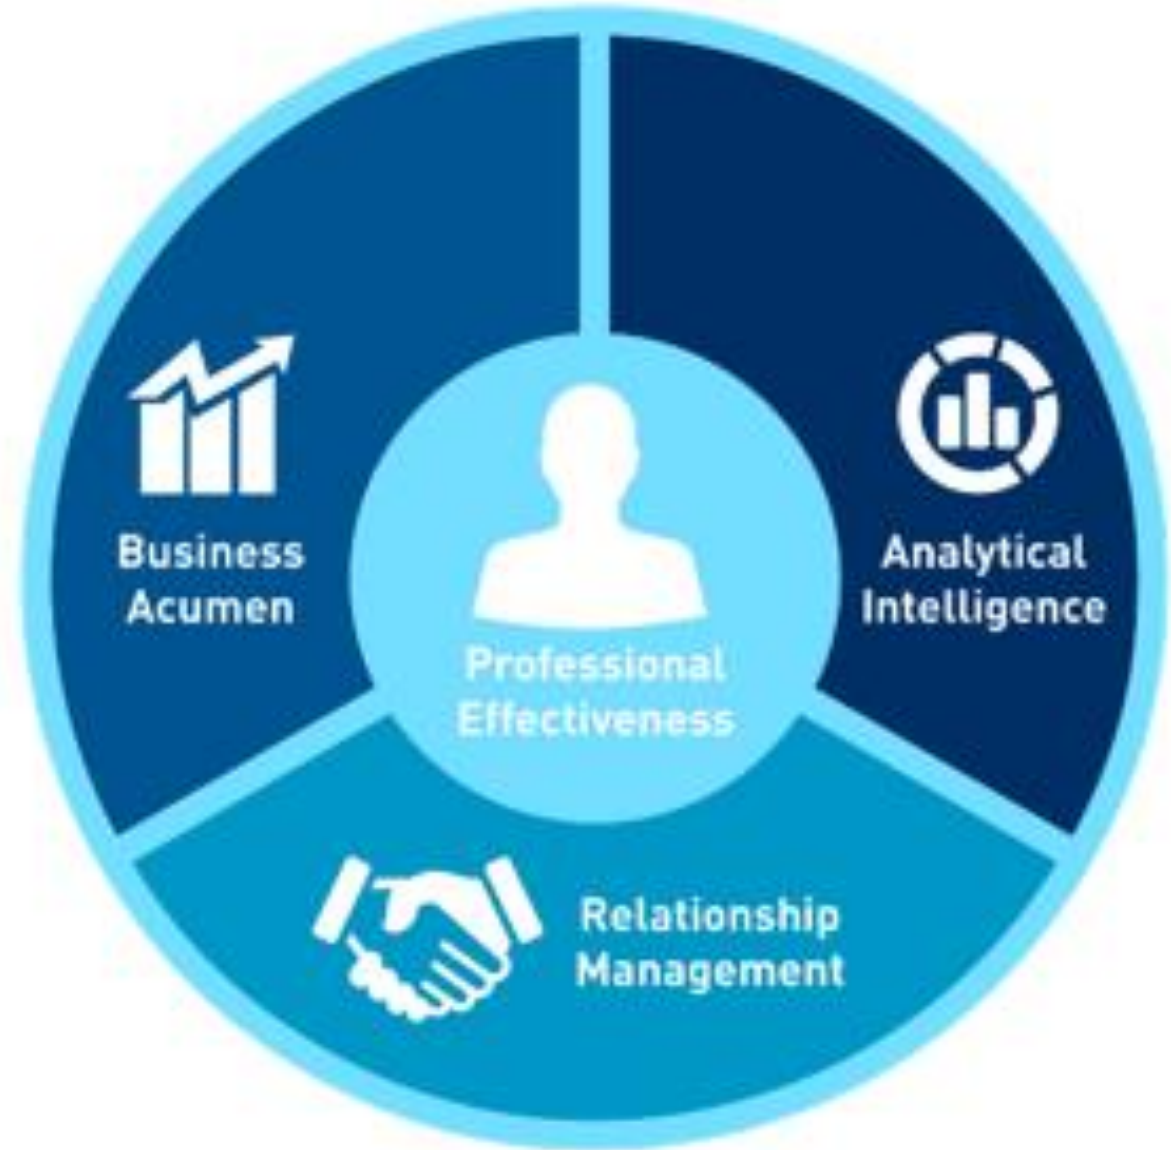 Business
Acumen
Analytical
Intelligence
Professional
Effectiveness
Relationship
Management